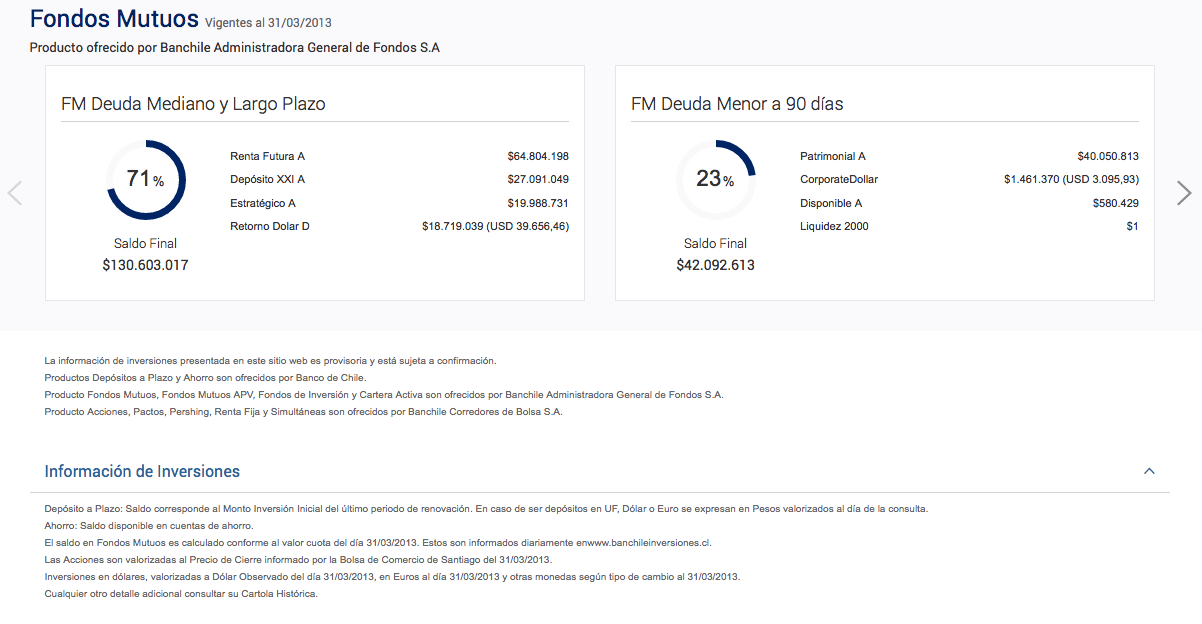 Fondos Mutuos Vigentes al 31/03/2013
Producto ofrecido por Banchile Administradora General de Fondos S.A
FM Deuda Mediano y Largo Plazo
71%
Saldo Final
$130.603.017
Renta Futura A $64.804.198
Depósito XXI A $27.091.049
Estratégico A $19.988.731
Retorno Dolar D $18.719.039 (USD 39.656,46)
FM Deuda Menor a 90 días
23%
Saldo Final
$42.092.613
Patrimonial A $40.050.813
CorporateDollar $1.461.370 (USD 3.095,93)
Disponible A $580.429
Liquidez 2000 $1
La información de inversiones presentada en este sitio web es provisoria y está sujeta a confirmación.
Productos Depósitos a Plazo y Ahorro son ofrecidos por Banco de Chile.
Producto Fondos Mutuos, Fondos Mutuos APV, Fondos de Inversión y Cartera Activa son ofrecidos por Banchile Administradora General de Fondos S.A.
Producto Acciones, Pactos, Pershing, Renta Fija y Simultáneas son ofrecidos por Banchile Corredores de Bolsa S.A.
Información de Inversiones
Depósito a Plazo: Saldo corresponde al Monto Inversión Inicial del último periodo de renovación. En caso de ser depósitos en UF, Dólar o Euro se expresan en Pesos valorizados al día de la consulta.
Ahorro: Saldo disponible en cuentas de ahorro.
El saldo en Fondos Mutuos es calculado conforme al valor cuota del día 31/03/2013. Estos son informados diariamente enwww.banchileinversiones.cl.
Las Acciones son valorizadas al Precio de Cierre informado por la Bolsa de Comercio de Santiago del 31/03/2013.
Inversiones en dólares, valorizadas a Dólar Observado del día 31/03/2013, en Euros al día 31/03/2013 y otras monedas según tipo de cambio al 31/03/2013.
Cualquier otro detalle adicional consultar su Cartola Histórica.